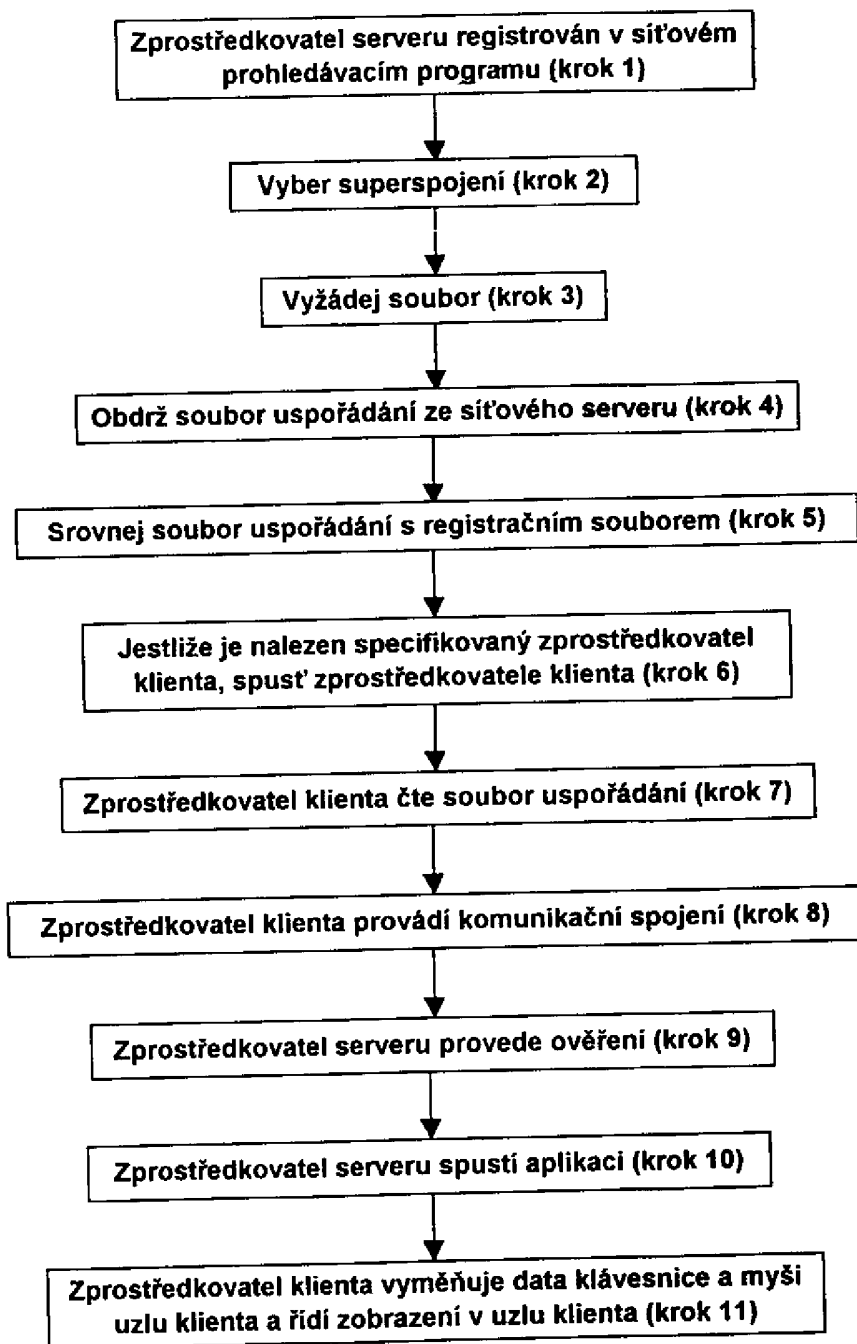 Zprostředkovatel serveru registrován v síťovém
prohledávacím programu (krok 1)
Vyber superspojení (krok 2)
Vyžádej soubor (krok 3)
Obdrž soubor uspořádání ze síťového serveru (krok 4)
Srovnej soubor uspořádání s registračním souborem (krok 5)
Jestliže je nalezen specifikovaný zprostředkovatel
klienta, spusť zprostředkovatele klienta (krok 6)
Zprostředkovatel klienta čte soubor uspořádání (krok 7)
Zprostředkovatel klienta provádí komunikační spojení (krok 8)
Zprostředkovatel serveru provede ověření (krok 9)
Zprostředkovatel serveru spustí aplikaci (krok 10)
Zprostředkovatel klienta vyměňuje data klávesnice a myši
uzlu klienta a řídí zobrazení v uzlu klienta (krok 11)